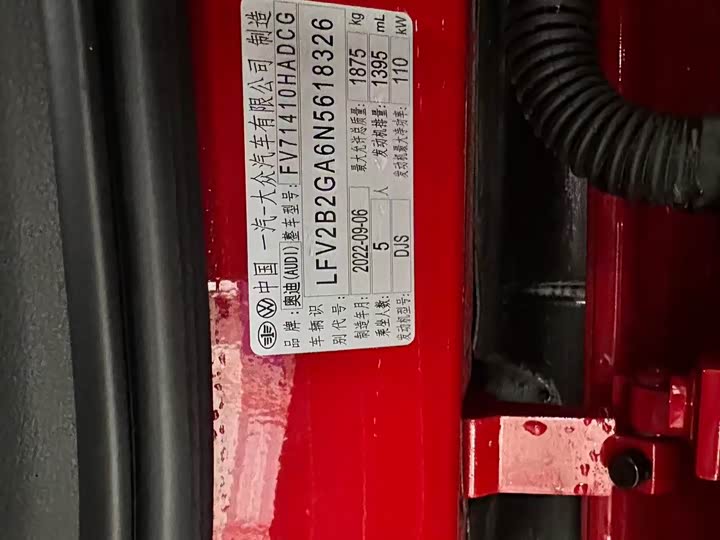 中国 一汽-大众汽车有限公司 制造
品牌: 奥迪(AUDI) 整车型号: FV71410HADCG
车辆识别代号: LFV2B2GA6N5618326
制造年月: 2022-09-06 最大允许总质量: 1875 kg
乘坐人数: 5 人 发动机排量: 1395 mL
发动机型号: DJS 发动机最大净功率: 110 kW